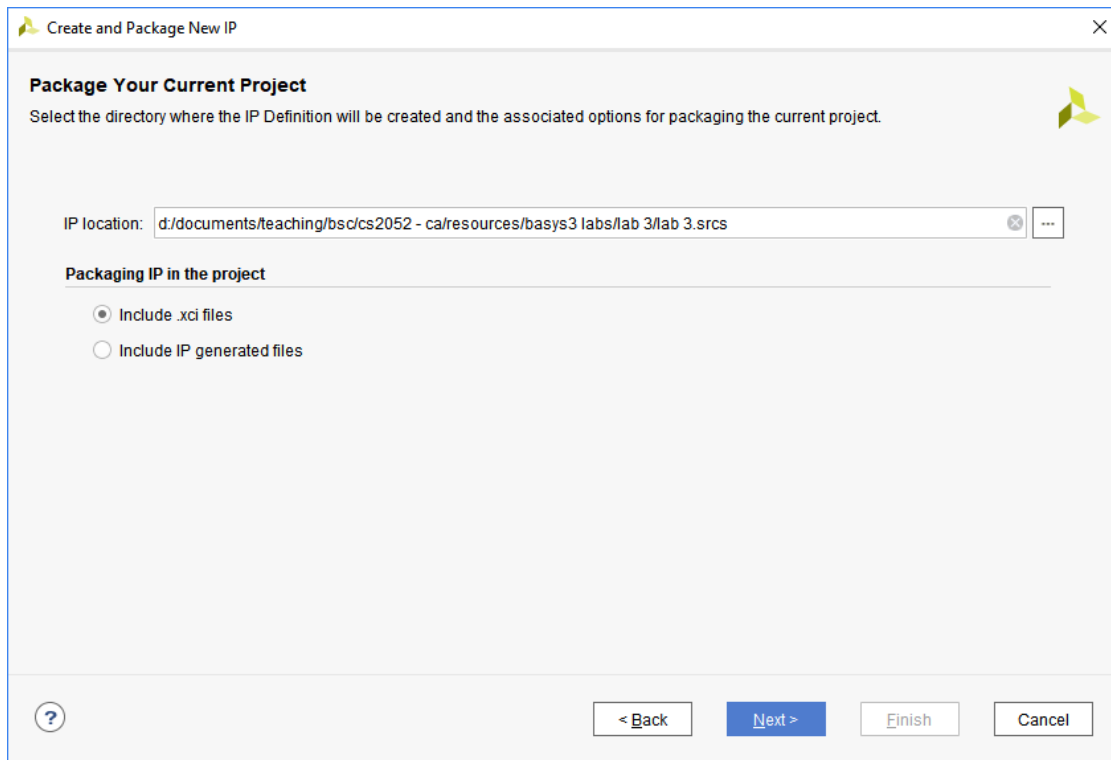 Create and Package New IP
Package Your Current Project
Select the directory where the IP Definition will be created and the associated options for packaging the current project.
IP location: d:/documents/teaching/bsc/cs2052 - ca/resources/basys3 labs/lab 3/lab 3.srcs ...
Packaging IP in the project
Include .xci files
Include IP generated files
? < Back Next > Finish Cancel